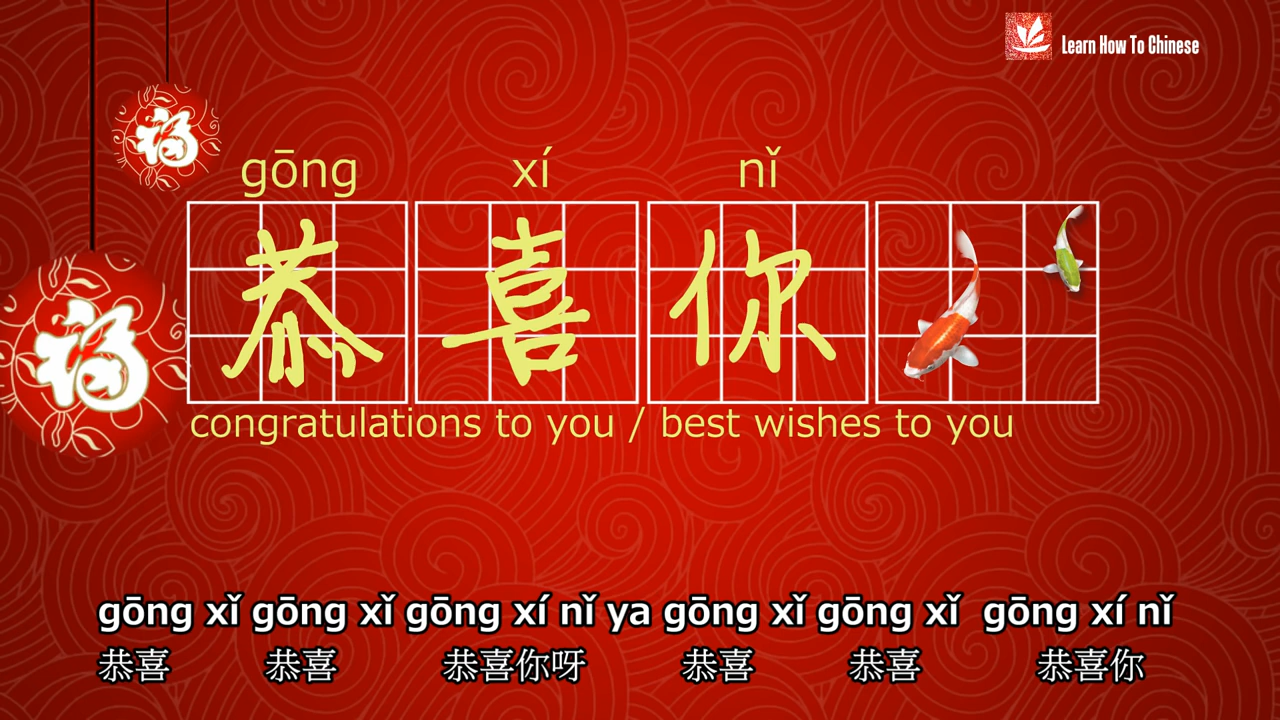 Learn How To Chinese
福
gōng xí nǐ
恭喜你
福
congratulations to you / best wishes to you
gōng xǐ gōng xǐ gōng xí nǐ ya gōng xǐ gōng xǐ gōng xí nǐ
恭喜 恭喜 恭喜你呀 恭喜 恭喜 恭喜你